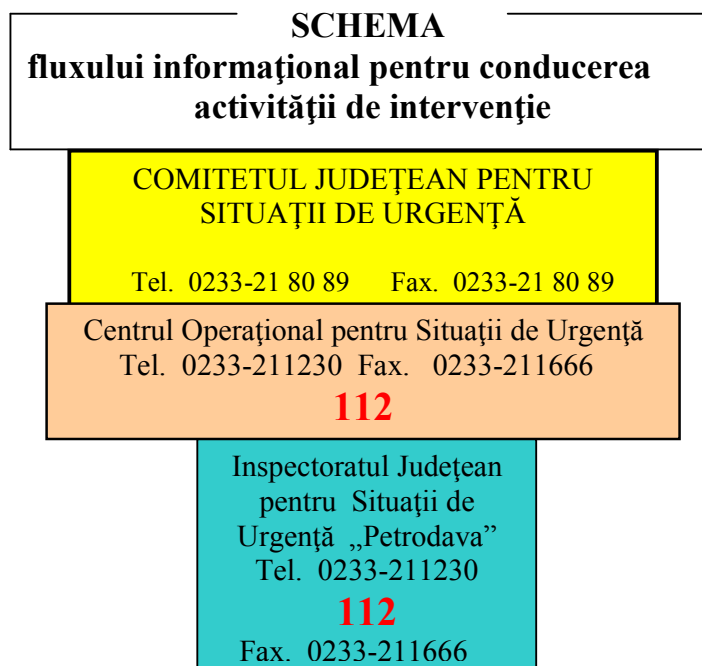 SCHEMA
fluxului informaţional pentru conducerea
activităţii de intervenţie
COMITETUL JUDEŢEAN PENTRU
SITUAŢII DE URGENŢĂ
Tel. 0233-21 80 89 Fax. 0233-21 80 89
Centrul Operaţional pentru Situaţii de Urgenţă
Tel. 0233-211230 Fax. 0233-211666
112
Inspectoratul Judeţean
pentru Situaţii de
Urgenţă „Petrodava”
Tel. 0233-211230
112
Fax. 0233-211666